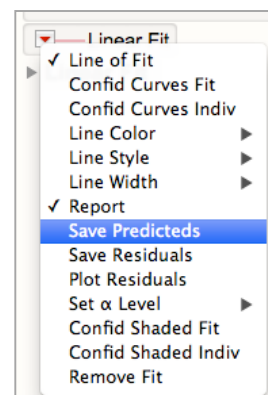 Linear Fit
✓ Line of Fit
Confid Curves Fit
Confid Curves Indiv
Line Color
Line Style
Line Width
✓ Report
Save Predicteds
Save Residuals
Plot Residuals
Set α Level
Confid Shaded Fit
Confid Shaded Indiv
Remove Fit